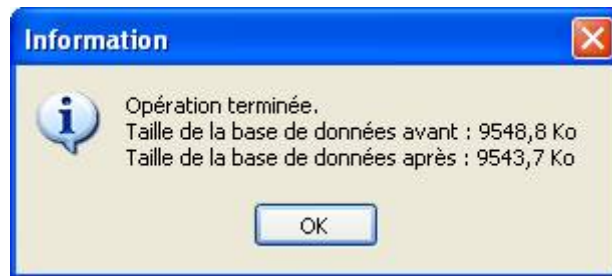 Information
Opération terminée.
Taille de la base de données avant : 9548,8 Ko
Taille de la base de données après : 9543,7 Ko
OK